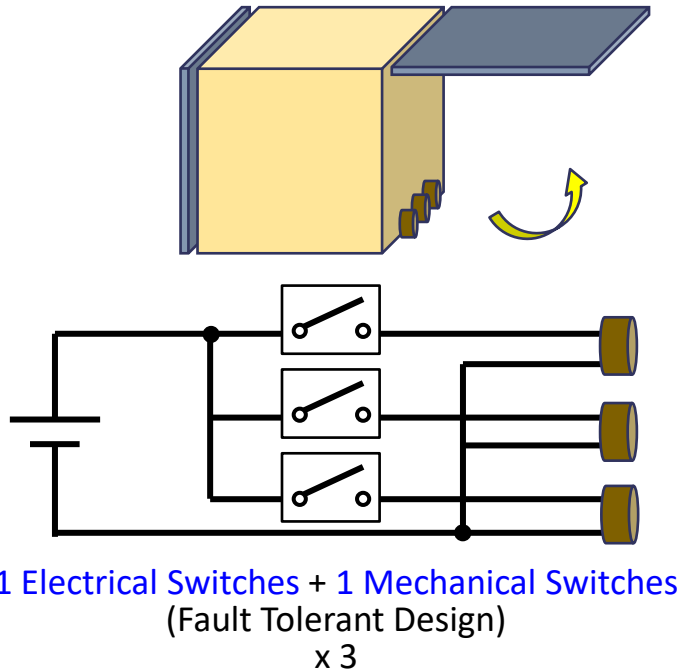 1 Electrical Switches + 1 Mechanical Switches
(Fault Tolerant Design)
x 3